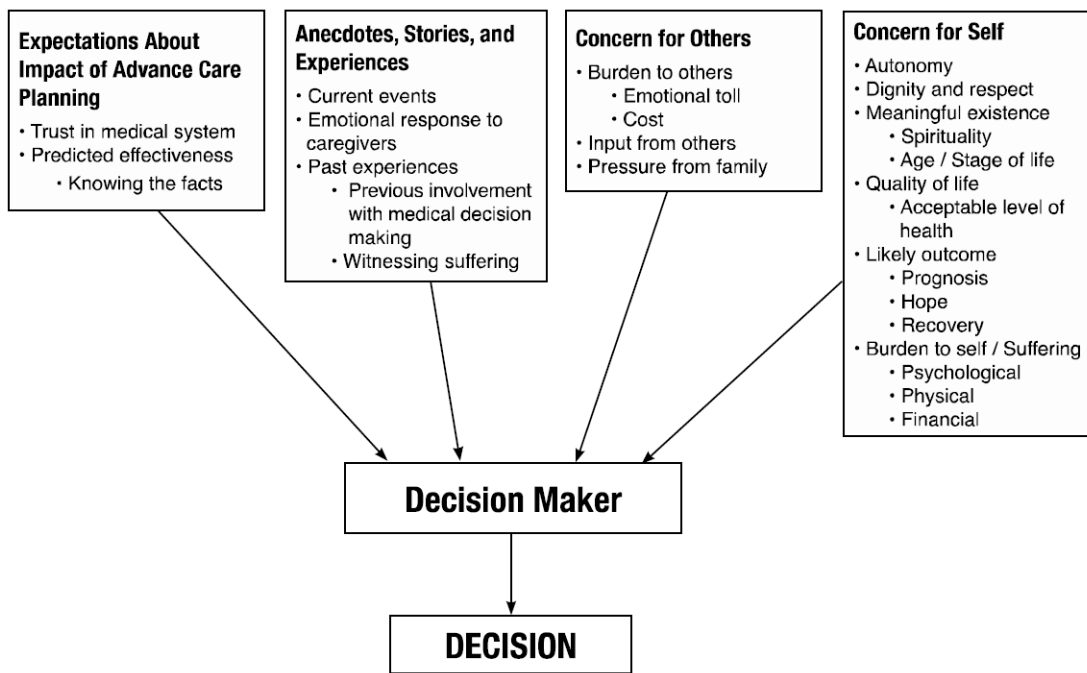 Expectations About
Impact of Advance Care
Planning
• Trust in medical system
• Predicted effectiveness
• Knowing the facts
Anecdotes, Stories, and
Experiences
• Current events
• Emotional response to
caregivers
• Past experiences
• Previous involvement
with medical decision
making
• Witnessing suffering
Concern for Others
• Burden to others
• Emotional toll
• Cost
• Input from others
• Pressure from family
Concern for Self
• Autonomy
• Dignity and respect
• Meaningful existence
• Spirituality
• Age / Stage of life
• Quality of life
• Acceptable level of
health
• Likely outcome
• Prognosis
• Hope
• Recovery
• Burden to self / Suffering
• Psychological
• Physical
• Financial
Decision Maker
DECISION